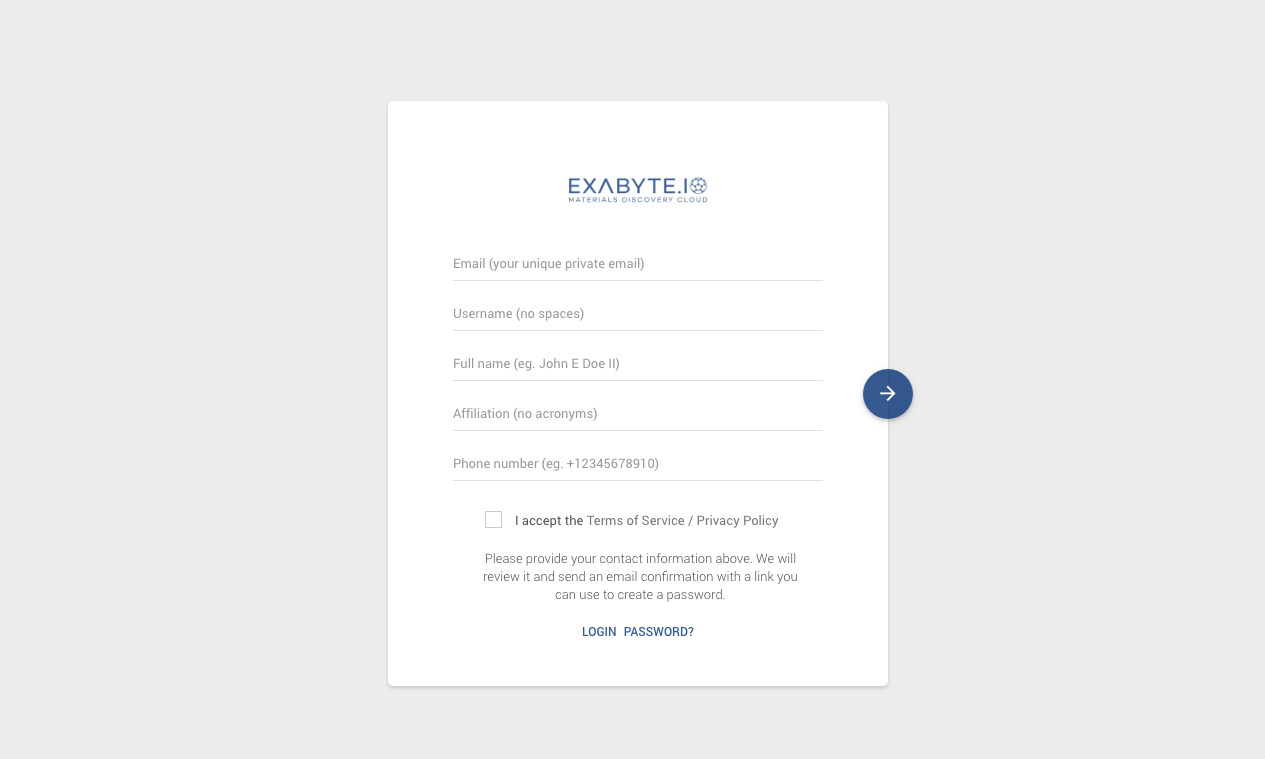 EXABYTE.IO
MATERIALS DISCOVERY CLOUD
Email (your unique private email)
Username (no spaces)
Full name (eg. John E Doe II)
Affiliation (no acronyms)
Phone number (eg. +12345678910)
I accept the Terms of Service / Privacy Policy
Please provide your contact information above. We will
review it and send an email confirmation with a link you
can use to create a password.
LOGIN PASSWORD?